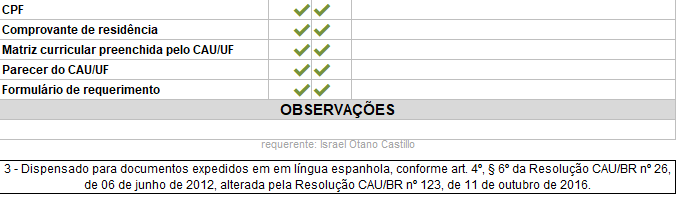 CPF
Comprovante de residência
Matriz curricular preenchida pelo CAU/UF
Parecer do CAU/UF
Formulário de requerimento
OBSERVAÇÕES
requerente: Israel Otano Castillo
3 - Dispensado para documentos expedidos em em língua espanhola, conforme art. 4º, § 6º da Resolução CAU/BR nº 26,
de 06 de junho de 2012, alterada pela Resolução CAU/BR nº 123, de 11 de outubro de 2016.